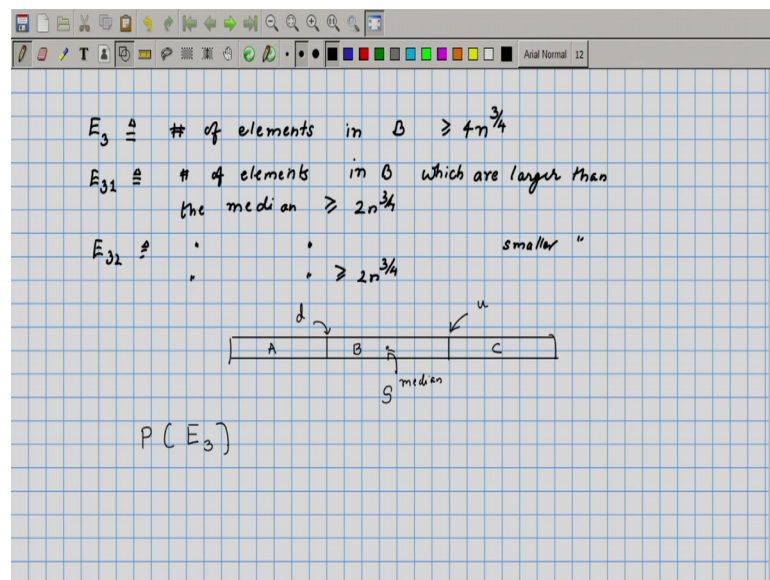 T Arial Normal 12
E₃ ≜ # of elements in B ≥ 4n^3/4
E₃₁ ≜ # of elements in B which are larger than
the median ≥ 2n^3/4
E₃₂ ≜ " " smaller "
" " ≥ 2n^3/4
d u
A B C
S median
P ( E₃ )